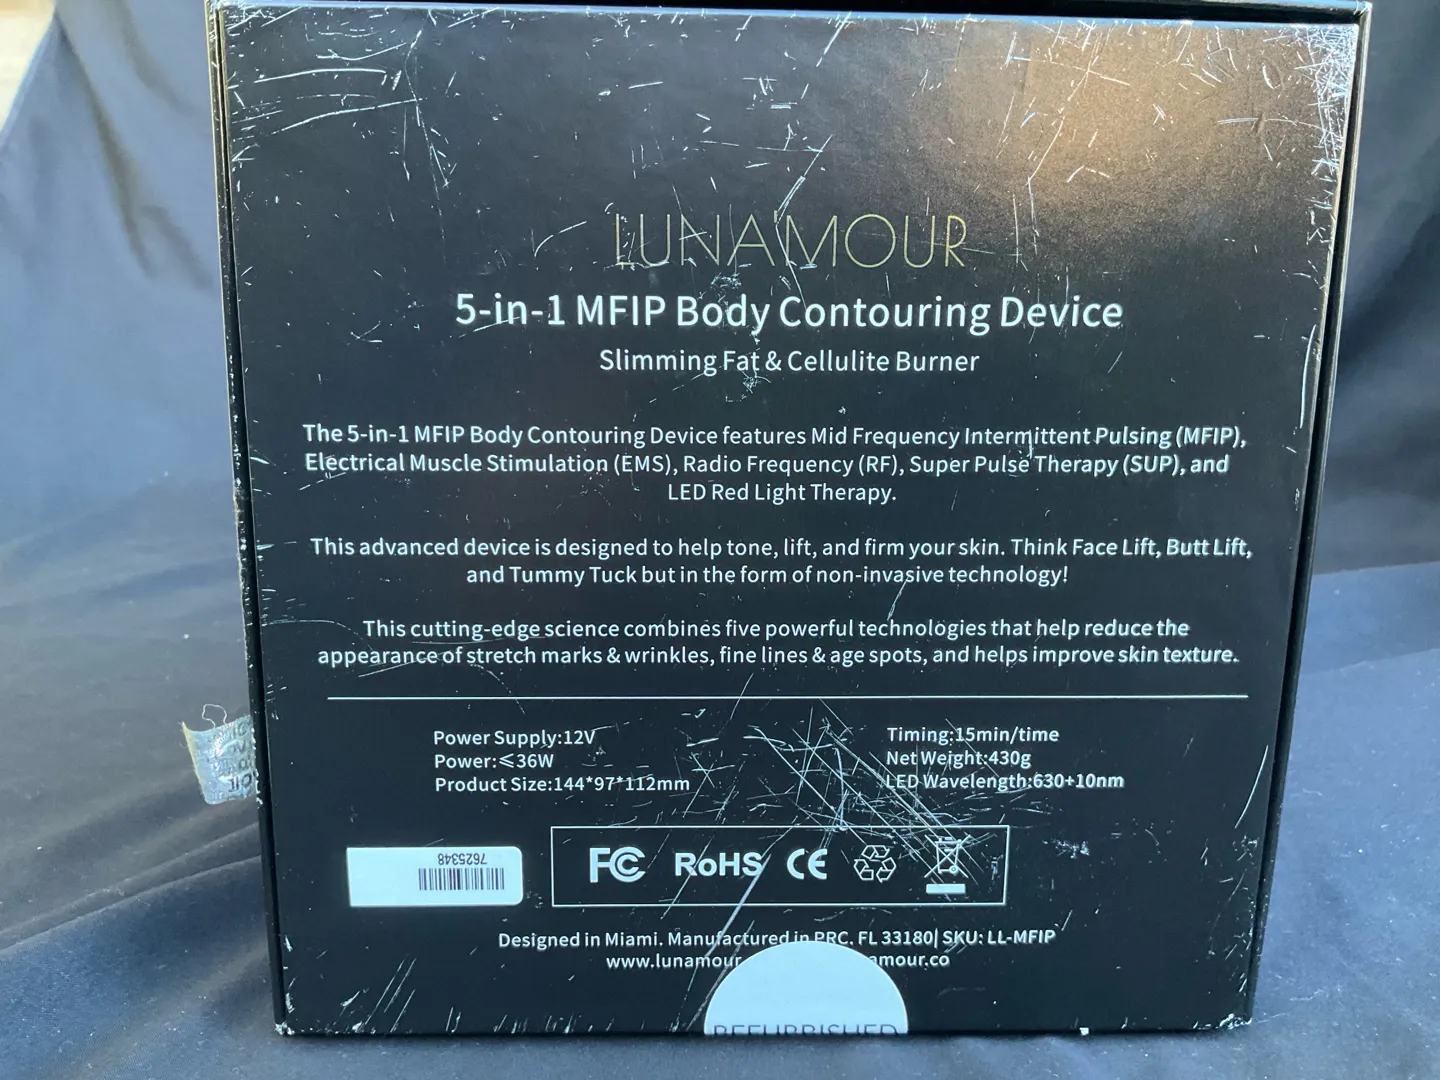 LUNA'MOUR
5-in-1 MFIP Body Contouring Device
Slimming Fat & Cellulite Burner
The 5-in-1 MFIP Body Contouring Device features Mid Frequency Intermittent Pulsing (MFIP),
Electrical Muscle Stimulation (EMS), Radio Frequency (RF), Super Pulse Therapy (SUP), and
LED Red Light Therapy.
This advanced device is designed to help tone, lift, and firm your skin. Think Face Lift, Butt Lift,
and Tummy Tuck but in the form of non-invasive technology!
This cutting-edge science combines five powerful technologies that help reduce the
appearance of stretch marks & wrinkles, fine lines & age spots, and helps improve skin texture.
Power Supply:12V
Power:≤36W
Product Size:144*97*112mm
Timing:15min/time
Net Weight:430g
LED Wavelength:630+10nm
7625348
FC RoHS CE
Designed in Miami. Manufactured in PRC. FL 33180| SKU: LL-MFIP
www.lunamour amour.co
REFURBISHED